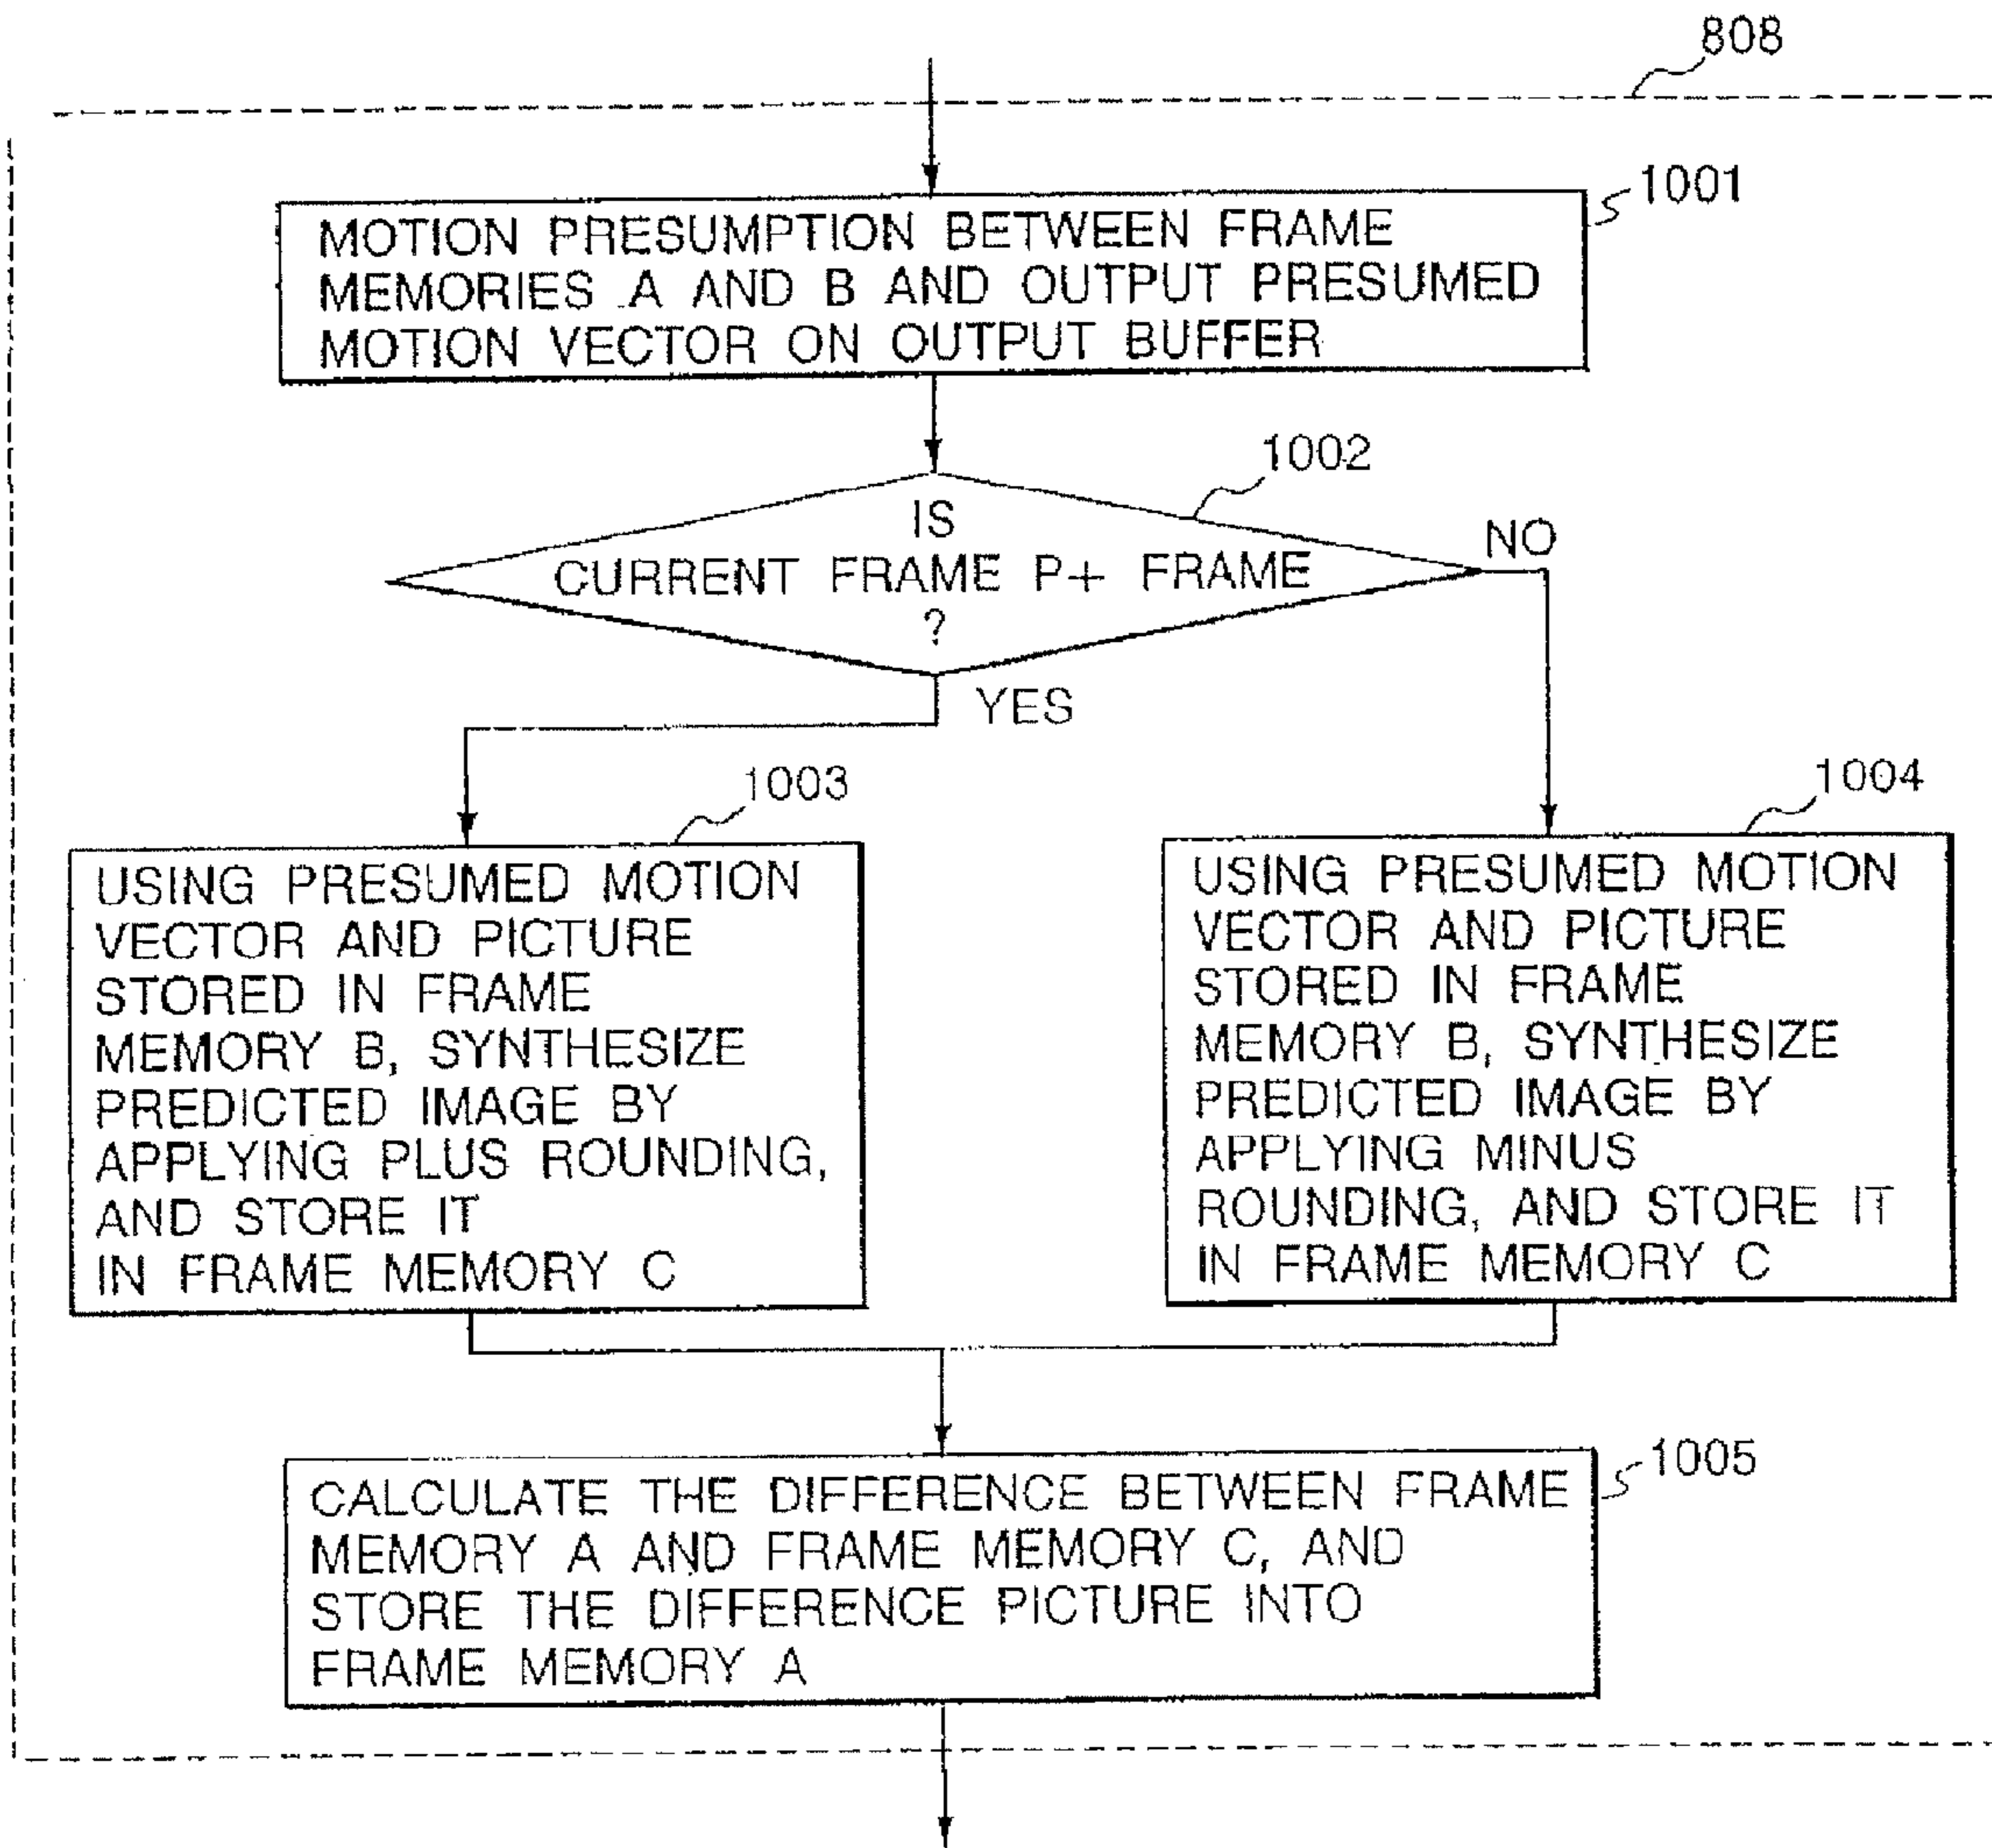 808
1001
MOTION PRESUMPTION BETWEEN FRAME
MEMORIES A AND B AND OUTPUT PRESUMED
MOTION VECTOR ON OUTPUT BUFFER
1002
IS
CURRENT FRAME P+ FRAME
?
NO
YES
1003
USING PRESUMED MOTION
VECTOR AND PICTURE
STORED IN FRAME
MEMORY B, SYNTHESIZE
PREDICTED IMAGE BY
APPLYING PLUS ROUNDING,
AND STORE IT
IN FRAME MEMORY C
1004
USING PRESUMED MOTION
VECTOR AND PICTURE
STORED IN FRAME
MEMORY B, SYNTHESIZE
PREDICTED IMAGE BY
APPLYING MINUS
ROUNDING, AND STORE IT
IN FRAME MEMORY C
1005
CALCULATE THE DIFFERENCE BETWEEN FRAME
MEMORY A AND FRAME MEMORY C, AND
STORE THE DIFFERENCE PICTURE INTO
FRAME MEMORY A